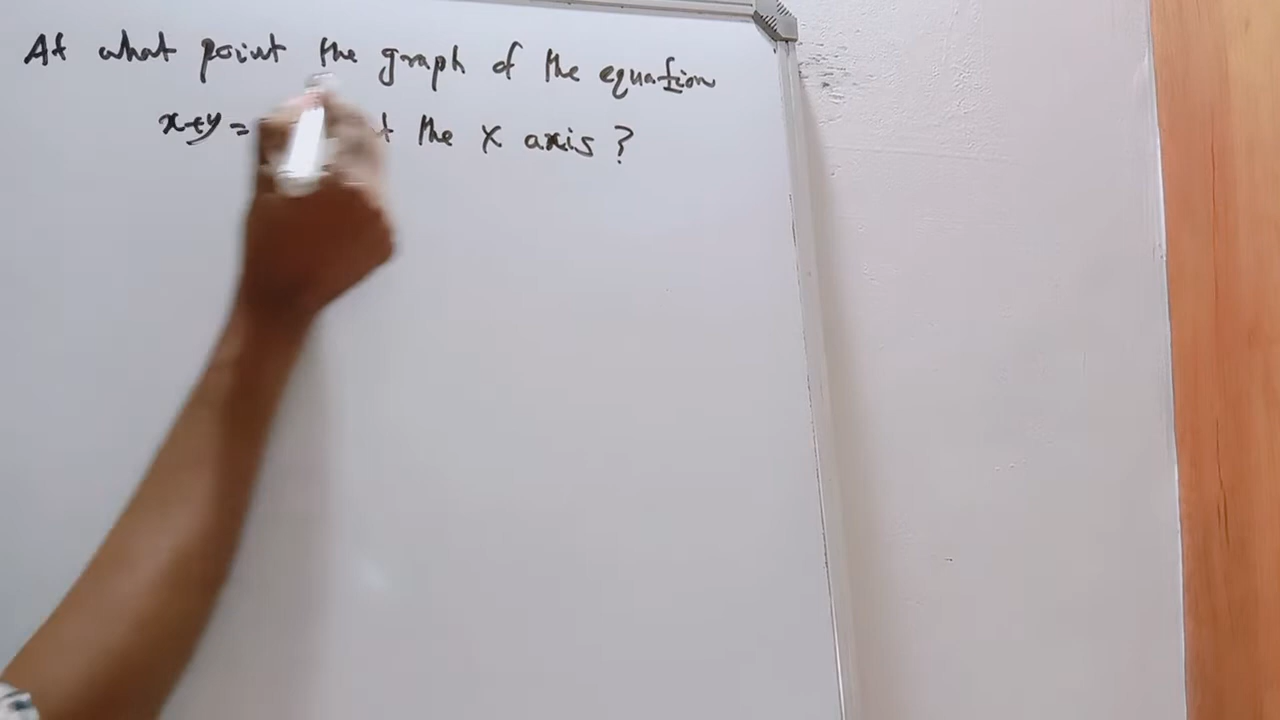 At what point the graph of the equation
x+y= the X axis?